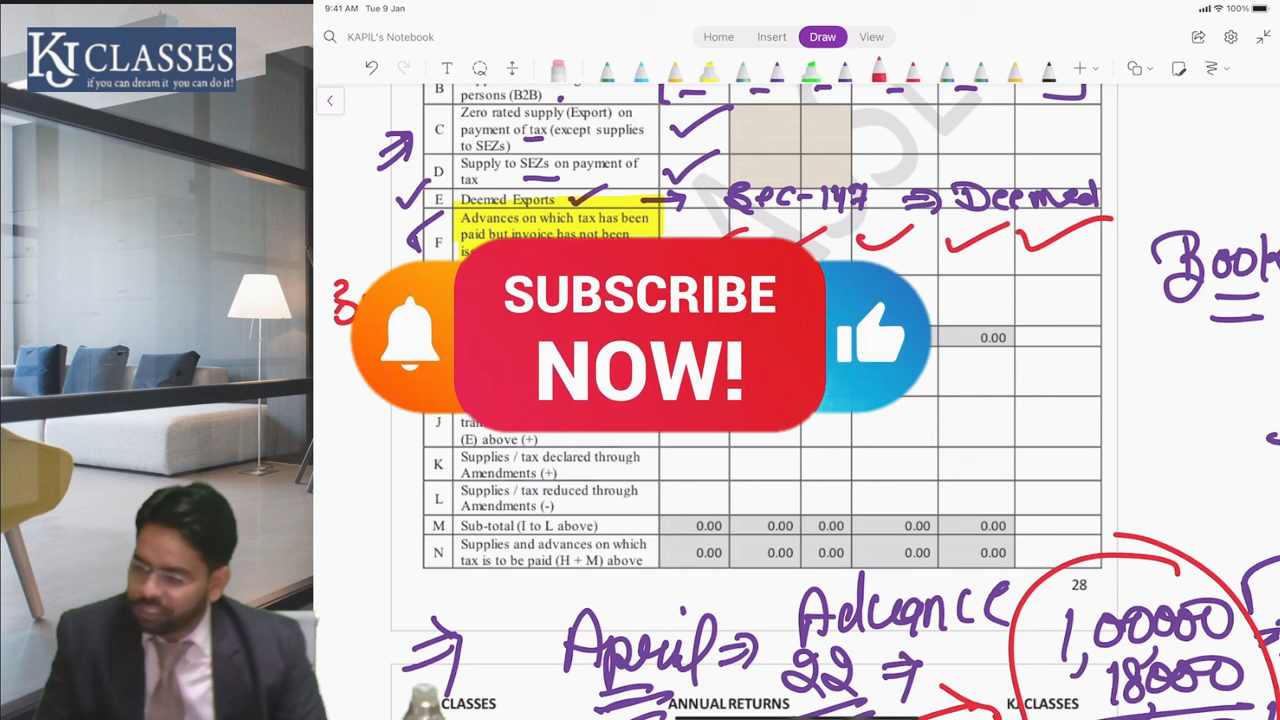 KJ CLASSES
if you can dream it you can do it!
9:41 AM Tue 9 Jan
100%
KAPIL's Notebook
Home Insert Draw View
B
persons (B2B)
C
Zero rated supply (Export) on
payment of tax (except supplies
to SEZs)
D
Supply to SEZs on payment of
tax
E Deemed Exports → Sec-147 ⇒ Deemed
Advances on which tax has been
F
paid but invoice has not been
SUBSCRIBE
NOW!
0.00
J
(E) above (+)
K
Supplies / tax declared through
Amendments (+)
L
Supplies / tax reduced through
Amendments (-)
M Sub-total (I to L above) 0.00 0.00 0.00 0.00 0.00
N
Supplies and advances on which
tax is to be paid (H + M) above
0.00 0.00 0.00 0.00 0.00
28
⇒ April ⇒ Advance
22 ⇒
1,00,000
18,000
CLASSES ANNUAL RETURNS KJ CLASSES